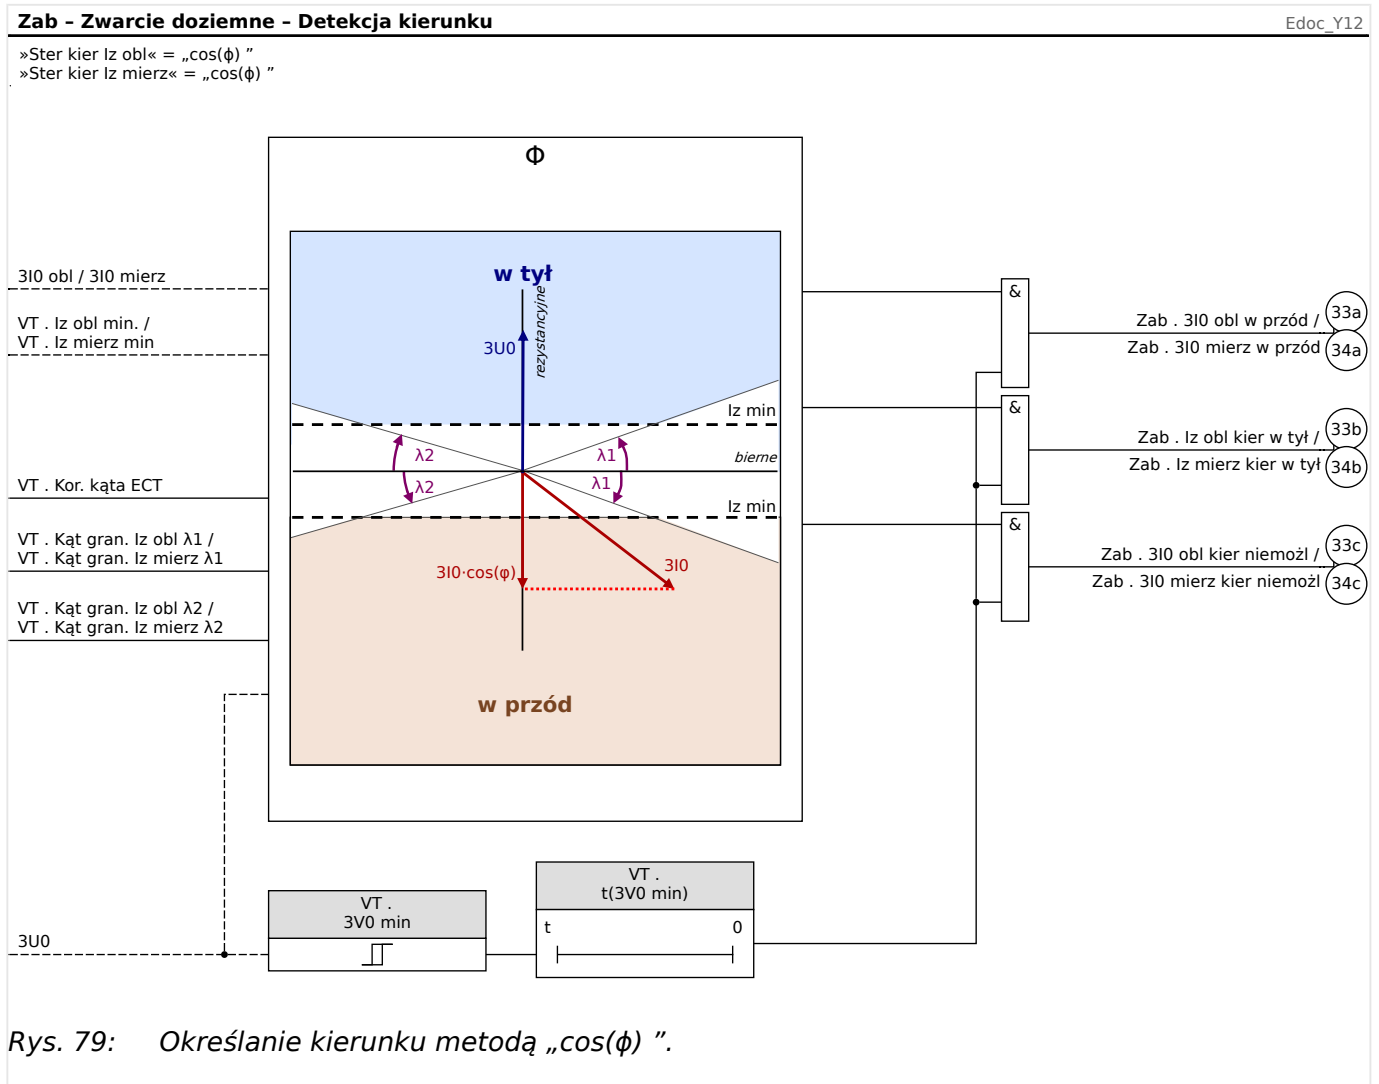 Zab – Zwarcie doziemne – Detekcja kierunku
Edoc_Y12
»Ster kier Iz obl« = „cos(ϕ) ”
»Ster kier Iz mierz« = „cos(ϕ) ”
Φ
w tył
rezystancyjne
3U0
Iz min
λ2
λ1
bierne
λ2
λ1
Iz min
3I0·cos(φ)
3I0
w przód
3I0 obl / 3I0 mierz
VT . Iz obl min. /
VT . Iz mierz min
VT . Kor. kąta ECT
VT . Kąt gran. Iz obl λ1 /
VT . Kąt gran. Iz mierz λ1
VT . Kąt gran. Iz obl λ2 /
VT . Kąt gran. Iz mierz λ2
3U0
VT .
3V0 min
VT .
t(3V0 min)
t
0
&
Zab . 3I0 obl w przód /
33a
Zab . 3I0 mierz w przód
34a
&
Zab . Iz obl kier w tył /
33b
Zab . Iz mierz kier w tył
34b
&
Zab . 3I0 obl kier niemożl /
33c
Zab . 3I0 mierz kier niemożl
34c
Rys. 79: Określanie kierunku metodą „cos(ϕ) ”.